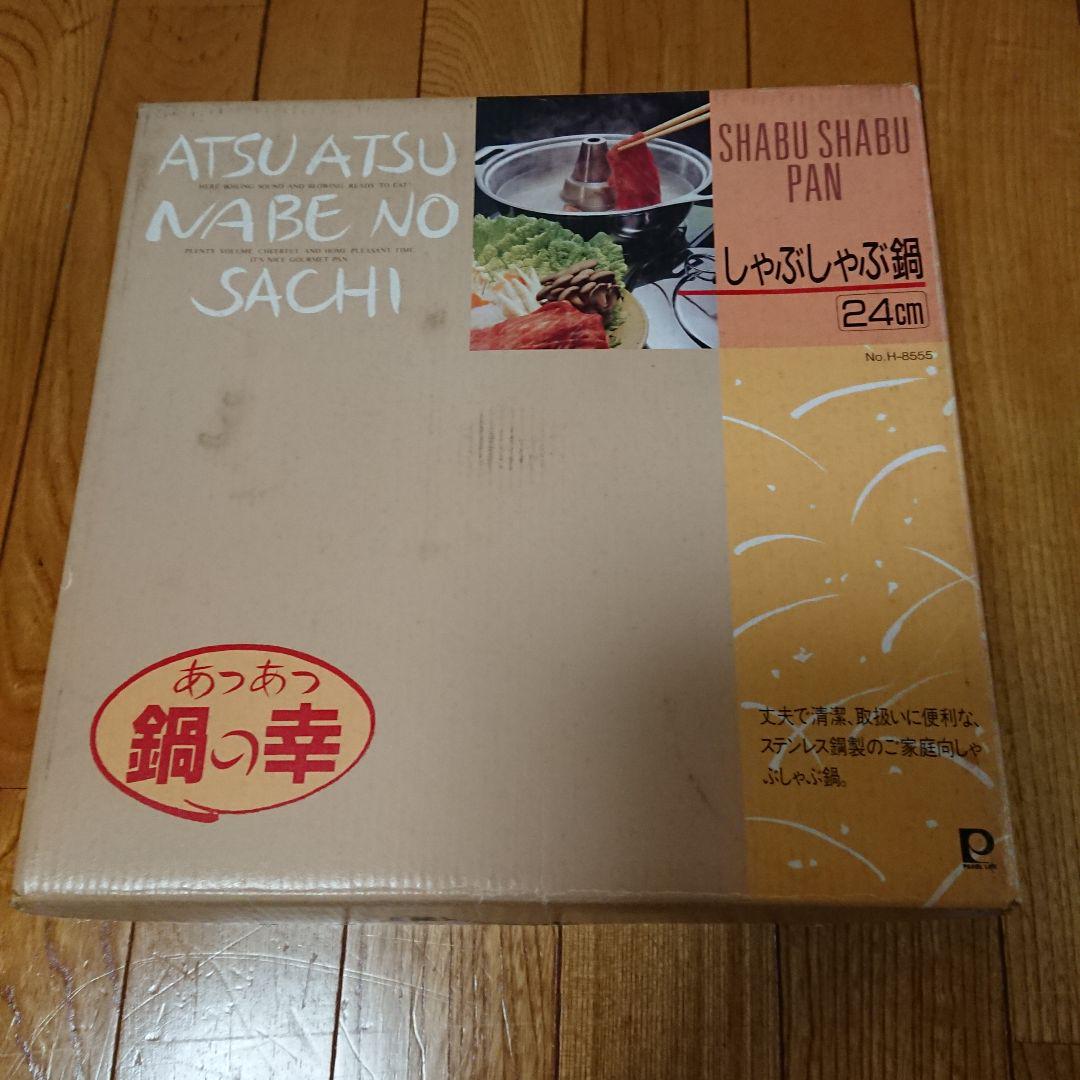 ATSU ATSU
HERE BOILING SOUND AND BLOWING READY TO EAT!
NABE NO
PLENTY VOLUME, CHEERFUL AND HOME PLEASANT TIME.
IT'S NICE GOURMET PAN
SACHI
SHABU SHABU
PAN
しゃぶしゃぶ鍋
24cm
No.H-8555
あつあつ
鍋の幸
丈夫で清潔、取扱いに便利な、
ステンレス鋼製のご家庭向しゃ
ぶしゃぶ鍋。
PEARL LIFE